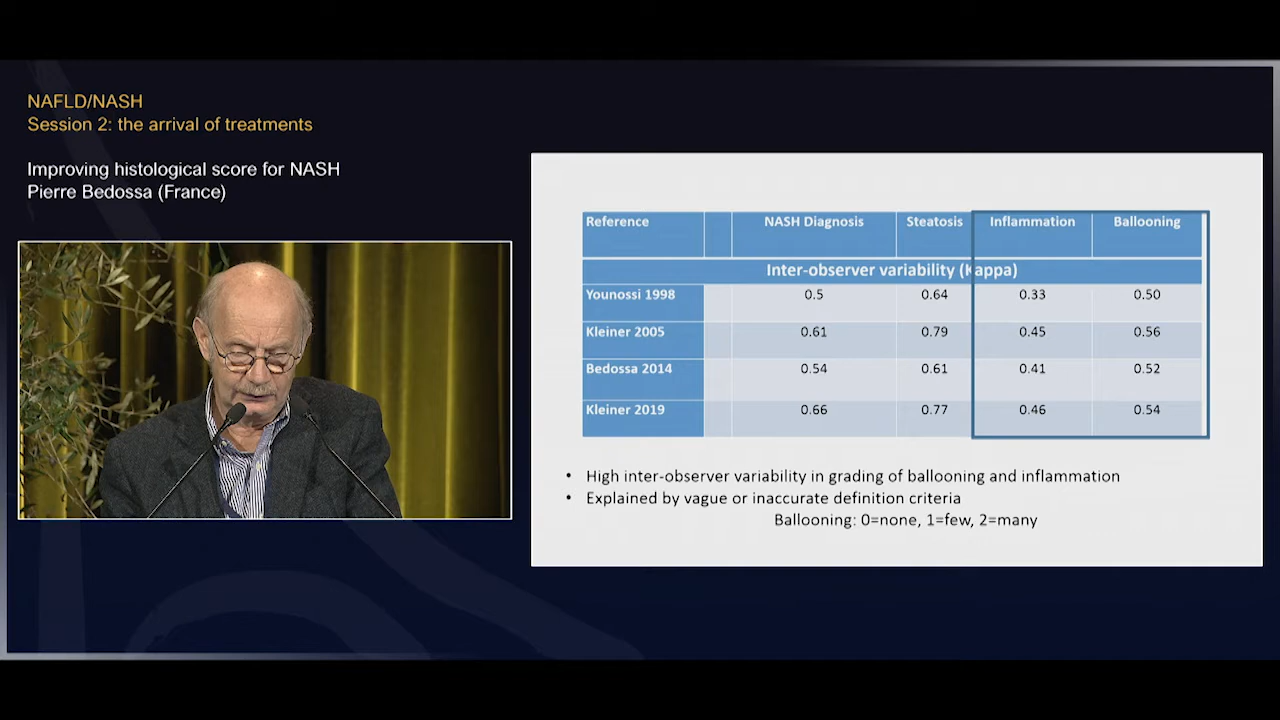 NAFLD/NASH
Session 2: the arrival of treatments
Improving histological score for NASH
Pierre Bedossa (France)
Reference NASH Diagnosis Steatosis Inflammation Ballooning
Inter-observer variability (Kappa)
Younossi 1998 0.5 0.64 0.33 0.50
Kleiner 2005 0.61 0.79 0.45 0.56
Bedossa 2014 0.54 0.61 0.41 0.52
Kleiner 2019 0.66 0.77 0.46 0.54
• High inter-observer variability in grading of ballooning and inflammation
• Explained by vague or inaccurate definition criteria
Ballooning: 0=none, 1=few, 2=many